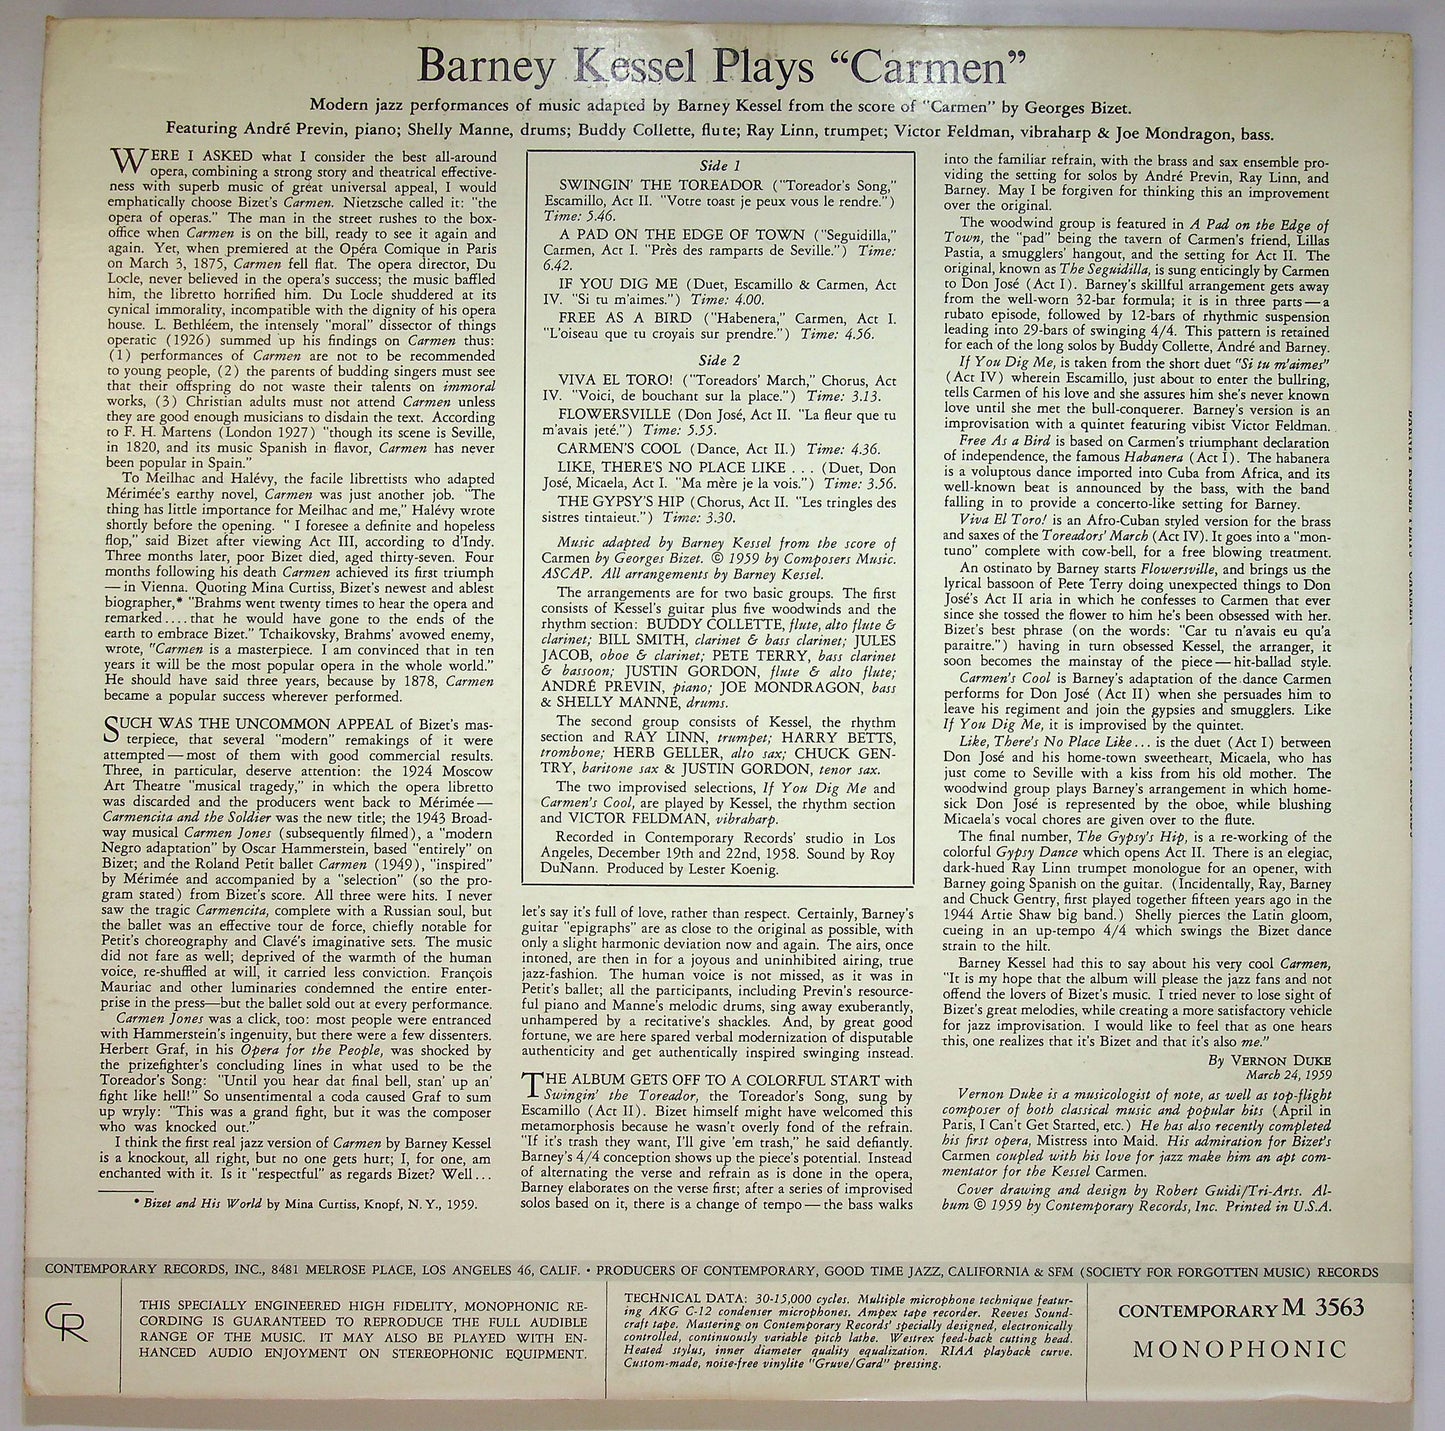 Barney Kessel Plays “Carmen”
Modern jazz performances of music adapted by Barney Kessel from the score of "Carmen" by Georges Bizet.
Featuring André Previn, piano; Shelly Manne, drums; Buddy Collette, flute; Ray Linn, trumpet; Victor Feldman, vibraharp & Joe Mondragon, bass.
WERE I ASKED what I consider the best all-around
opera, combining a strong story and theatrical effective-
ness with superb music of great universal appeal, I would
emphatically choose Bizet's Carmen. Nietzsche called it: "the
opera of operas." The man in the street rushes to the box-
office when Carmen is on the bill, ready to see it again and
again. Yet, when premiered at the Opéra Comique in Paris
on March 3, 1875, Carmen fell flat. The opera director, Du
Locle, never believed in the opera's success; the music baffled
him, the libretto horrified him. Du Locle shuddered at its
cynical immorality, incompatible with the dignity of his opera
house. L. Bethléem, the intensely "moral" dissector of things
operatic (1926) summed up his findings on Carmen thus:
(1) performances of Carmen are not to be recommended
to young people, (2) the parents of budding singers must see
that their offspring do not waste their talents on immoral
works, (3) Christian adults must not attend Carmen unless
they are good enough musicians to disdain the text. According
to F. H. Martens (London 1927) "though its scene is Seville,
in 1820, and its music Spanish in flavor, Carmen has never
been popular in Spain."
To Meilhac and Halévy, the facile librettists who adapted
Mérimée's earthy novel, Carmen was just another job. "The
thing has little importance for Meilhac and me," Halévy wrote
shortly before the opening. " I foresee a definite and hopeless
flop," said Bizet after viewing Act III, according to d'Indy.
Three months later, poor Bizet died, aged thirty-seven. Four
months following his death Carmen achieved its first triumph
—in Vienna. Quoting Mina Curtiss, Bizet's newest and ablest
biographer,* "Brahms went twenty times to hear the opera and
remarked....that he would have gone to the ends of the
earth to embrace Bizet." Tchaikovsky, Brahms' avowed enemy,
wrote, "Carmen is a masterpiece. I am convinced that in ten
years it will be the most popular opera in the whole world."
He should have said three years, because by 1878, Carmen
became a popular success wherever performed.
SUCH WAS THE UNCOMMON APPEAL of Bizet's mas-
terpiece, that several "modern" remakings of it were
attempted—most of them with good commercial results.
Three, in particular, deserve attention: the 1924 Moscow
Art Theatre "musical tragedy," in which the opera libretto
was discarded and the producers went back to Mérimée—
Carmencita and the Soldier was the new title; the 1943 Broad-
way musical Carmen Jones (subsequently filmed), a "modern
Negro adaptation" by Oscar Hammerstein, based "entirely" on
Bizet; and the Roland Petit ballet Carmen (1949), "inspired"
by Mérimée and accompanied by a "selection" (so the pro-
gram stated) from Bizet's score. All three were hits. I never
saw the tragic Carmencita, complete with a Russian soul, but
the ballet was an effective tour de force, chiefly notable for
Petit's choreography and Clavé's imaginative sets. The music
did not fare as well; deprived of the warmth of the human
voice, re-shuffled at will, it carried less conviction. François
Mauriac and other luminaries condemned the entire enter-
prise in the press—but the ballet sold out at every performance.
Carmen Jones was a click, too: most people were entranced
with Hammerstein's ingenuity, but there were a few dissenters.
Herbert Graf, in his Opera for the People, was shocked by
the prizefighter's concluding lines in what used to be the
Toreador's Song: "Until you hear dat final bell, stan' up an'
fight like hell!" So unsentimental a coda caused Graf to sum
up wryly: "This was a grand fight, but it was the composer
who was knocked out."
I think the first real jazz version of Carmen by Barney Kessel
is a knockout, all right, but no one gets hurt; I, for one, am
enchanted with it. Is it "respectful" as regards Bizet? Well...
* Bizet and His World by Mina Curtiss, Knopf, N. Y., 1959.
Side 1
SWINGIN' THE TOREADOR ("Toreador's Song,"
Escamillo, Act II. "Votre toast je peux vous le rendre.")
Time: 5.46.
A PAD ON THE EDGE OF TOWN ("Seguidilla,"
Carmen, Act I. "Près des ramparts de Seville.") Time:
6.42.
IF YOU DIG ME (Duet, Escamillo & Carmen, Act
IV. "Si tu m'aimes.") Time: 4.00.
FREE AS A BIRD ("Habenera," Carmen, Act I.
"L'oiseau que tu croyais sur prendre.") Time: 4.56.
Side 2
VIVA EL TORO! ("Toreadors' March," Chorus, Act
IV. "Voici, de bouchant sur la place.") Time: 3.13.
FLOWERSVILLE (Don José, Act II. "La fleur que tu
m'avais jeté.") Time: 5.55.
CARMEN'S COOL (Dance, Act II.) Time: 4.36.
LIKE, THERE'S NO PLACE LIKE . . . (Duet, Don
José, Micaela, Act I. "Ma mère je la vois.") Time: 3.56.
THE GYPSY'S HIP (Chorus, Act II. "Les tringles des
sistres tintaieut.") Time: 3.30.
Music adapted by Barney Kessel from the score of
Carmen by Georges Bizet. © 1959 by Composers Music.
ASCAP. All arrangements by Barney Kessel.
The arrangements are for two basic groups. The first
consists of Kessel's guitar plus five woodwinds and the
rhythm section: BUDDY COLLETTE, flute, alto flute &
clarinet; BILL SMITH, clarinet & bass clarinet; JULES
JACOB, oboe & clarinet; PETE TERRY, bass clarinet
& bassoon; JUSTIN GORDON, flute & alto flute;
ANDRÉ PREVIN, piano; JOE MONDRAGON, bass
& SHELLY MANNE, drums.
The second group consists of Kessel, the rhythm
section and RAY LINN, trumpet; HARRY BETTS,
trombone; HERB GELLER, alto sax; CHUCK GEN-
TRY, baritone sax & JUSTIN GORDON, tenor sax.
The two improvised selections, If You Dig Me and
Carmen's Cool, are played by Kessel, the rhythm section
and VICTOR FELDMAN, vibraharp.
Recorded in Contemporary Records' studio in Los
Angeles, December 19th and 22nd, 1958. Sound by Roy
DuNann. Produced by Lester Koenig.
let's say it's full of love, rather than respect. Certainly, Barney's
guitar "epigraphs" are as close to the original as possible, with
only a slight harmonic deviation now and again. The airs, once
intoned, are then in for a joyous and uninhibited airing, true
jazz-fashion. The human voice is not missed, as it was in
Petit's ballet; all the participants, including Previn's resource-
ful piano and Manne's melodic drums, sing away exuberantly,
unhampered by a recitative's shackles. And, by great good
fortune, we are here spared verbal modernization of disputable
authenticity and get authentically inspired swinging instead.
THE ALBUM GETS OFF TO A COLORFUL START with
Swingin' the Toreador, the Toreador's Song, sung by
Escamillo (Act II). Bizet himself might have welcomed this
metamorphosis because he wasn't overly fond of the refrain.
"If it's trash they want, I'll give 'em trash," he said defiantly.
Barney's 4/4 conception shows up the piece's potential. Instead
of alternating the verse and refrain as is done in the opera,
Barney elaborates on the verse first; after a series of improvised
solos based on it, there is a change of tempo—the bass walks
into the familiar refrain, with the brass and sax ensemble pro-
viding the setting for solos by André Previn, Ray Linn, and
Barney. May I be forgiven for thinking this an improvement
over the original.
The woodwind group is featured in A Pad on the Edge of
Town, the "pad" being the tavern of Carmen's friend, Lillas
Pastia, a smugglers' hangout, and the setting for Act II. The
original, known as The Seguidilla, is sung enticingly by Carmen
to Don José (Act I). Barney's skillful arrangement gets away
from the well-worn 32-bar formula; it is in three parts—a
rubato episode, followed by 12-bars of rhythmic suspension
leading into 29-bars of swinging 4/4. This pattern is retained
for each of the long solos by Buddy Collette, André and Barney.
If You Dig Me, is taken from the short duet "Si tu m'aimes"
(Act IV) wherein Escamillo, just about to enter the bullring,
tells Carmen of his love and she assures him she's never known
love until she met the bull-conquerer. Barney's version is an
improvisation with a quintet featuring vibist Victor Feldman.
Free As a Bird is based on Carmen's triumphant declaration
of independence, the famous Habanera (Act I). The habanera
is a voluptous dance imported into Cuba from Africa, and its
well-known beat is announced by the bass, with the band
falling in to provide a concerto-like setting for Barney.
Viva El Toro! is an Afro-Cuban styled version for the brass
and saxes of the Toreadors' March (Act IV). It goes into a "mon-
tuno" complete with cow-bell, for a free blowing treatment.
An ostinato by Barney starts Flowersville, and brings us the
lyrical bassoon of Pete Terry doing unexpected things to Don
José's Act II aria in which he confesses to Carmen that ever
since she tossed the flower to him he's been obsessed with her.
Bizet's best phrase (on the words: "Car tu n'avais eu qu'a
paraitre.") having in turn obsessed Kessel, the arranger, it
soon becomes the mainstay of the piece—hit-ballad style.
Carmen's Cool is Barney's adaptation of the dance Carmen
performs for Don José (Act II) when she persuades him to
leave his regiment and join the gypsies and smugglers. Like
If You Dig Me, it is improvised by the quintet.
Like, There's No Place Like... is the duet (Act I) between
Don José and his home-town sweetheart, Micaela, who has
just come to Seville with a kiss from his old mother. The
woodwind group plays Barney's arrangement in which home-
sick Don José is represented by the oboe, while blushing
Micaela's vocal chores are given over to the flute.
The final number, The Gypsy's Hip, is a re-working of the
colorful Gypsy Dance which opens Act II. There is an elegiac,
dark-hued Ray Linn trumpet monologue for an opener, with
Barney going Spanish on the guitar. (Incidentally, Ray, Barney
and Chuck Gentry, first played together fifteen years ago in the
1944 Artie Shaw big band.) Shelly pierces the Latin gloom,
cueing in an up-tempo 4/4 which swings the Bizet dance
strain to the hilt.
Barney Kessel had this to say about his very cool Carmen,
"It is my hope that the album will please the jazz fans and not
offend the lovers of Bizet's music. I tried never to lose sight of
Bizet's great melodies, while creating a more satisfactory vehicle
for jazz improvisation. I would like to feel that as one hears
this, one realizes that it's Bizet and that it's also me."
By VERNON DUKE
March 24, 1959
Vernon Duke is a musicologist of note, as well as top-flight
composer of both classical music and popular hits (April in
Paris, I Can't Get Started, etc.) He has also recently completed
his first opera, Mistress into Maid. His admiration for Bizet's
Carmen coupled with his love for jazz make him an apt com-
mentator for the Kessel Carmen.
Cover drawing and design by Robert Guidi/Tri-Arts. Al-
bum © 1959 by Contemporary Records, Inc. Printed in U.S.A.
CONTEMPORARY RECORDS, INC., 8481 MELROSE PLACE, LOS ANGELES 46, CALIF. • PRODUCERS OF CONTEMPORARY, GOOD TIME JAZZ, CALIFORNIA & SFM (SOCIETY FOR FORGOTTEN MUSIC) RECORDS
CR
THIS SPECIALLY ENGINEERED HIGH FIDELITY, MONOPHONIC RE-
CORDING IS GUARANTEED TO REPRODUCE THE FULL AUDIBLE
RANGE OF THE MUSIC. IT MAY ALSO BE PLAYED WITH EN-
HANCED AUDIO ENJOYMENT ON STEREOPHONIC EQUIPMENT.
TECHNICAL DATA: 30-15,000 cycles. Multiple microphone technique featur-
ing AKG C-12 condenser microphones. Ampex tape recorder. Reeves Sound-
craft tape. Mastering on Contemporary Records' specially designed, electronically
controlled, continuously variable pitch lathe. Westrex feed-back cutting head.
Heated stylus, inner diameter quality equalization. RIAA playback curve.
Custom-made, noise-free vinylite "Gruve/Gard" pressing.
CONTEMPORARY M 3563
MONOPHONIC